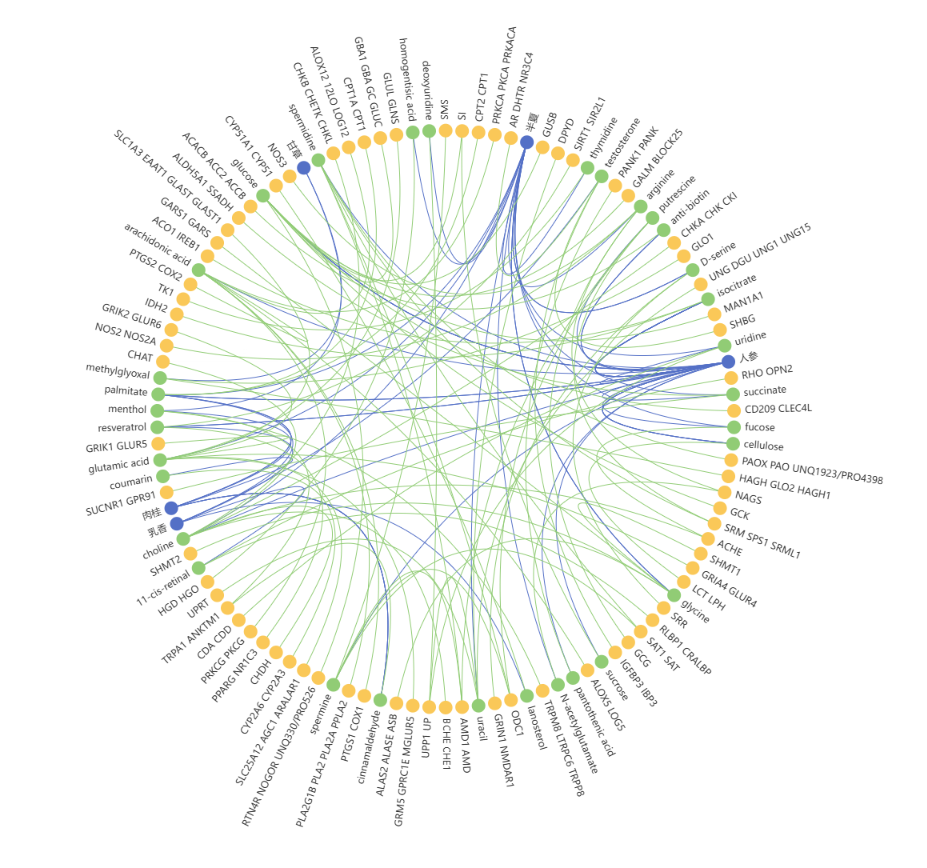 SMS
SI
CPT2 CPT1
PRKCA PKCA PRKACA
AR DHTR NR3C4
半夏
GUSB
DPYD
SIRT1 SIR2L1
thymidine
testosterone
PANK1 PANK
GALM BLOCK25
arginine
putrescine
anti biotin
CHKA CHK CKI
GLO1
D-serine
UNG DGU UNG1 UNG15
isocitrate
MAN1A1
SHBG
uridine
人参
RHO OPN2
succinate
CD209 CLEC4L
fucose
cellulose
PAOX PAO UNQ1923/PRO4398
HAGH GLO2 HAGH1
NAGS
GCK
SRM SPS1 SRML1
ACHE
SHMT1
GRIA4 GLUR4
LCT LPH
glycine
SRR
RLBP1 CRALBP
SAT1 SAT
GCG
IGFBP3 IBP3
sucrose
ALOX5 LOG5
pantothenic acid
N-acetylglutamate
TRPM8 LTRPC6 TRPP8
lanosterol
ODC1
GRIN1 NMDAR1
uracil
AMD1 AMD
BCHE CHE1
UPP1 UP
GRM5 GPRC1E MGLUR5
ALAS2 ALASE ASB
cinnamaldehyde
PTGS1 COX1
PLA2G1B PLA2 PLA2A PPLA2
spermine
RTN4R NOGOR UNQ330/PRO526
SLC25A12 AGC1 ARALAR1
CYP2A6 CYP2A3
CHDH
PPARG NR1C3
PRKCG PKCG
CDA CDD
TRPA1 ANKTM1
UPRT
HGD HGO
11-cis-retinal
SHMT2
choline
乳香
肉桂
SUCNR1 GPR91
coumarin
glutamic acid
GRIK1 GLUR5
resveratrol
menthol
palmitate
methylglyoxal
CHAT
NOS2 NOS2A
GRIK2 GLUR6
IDH2
TK1
PTGS2 COX2
arachidonic acid
ACO1 IREB1
GARS1 GARS
SLC1A3 EAAT1 GLAST GLAST1
ALDH5A1 SSADH
ACACB ACC2 ACCB
glucose
CYP51A1 CYP51
NOS3
甘草
spermidine
CHKB CHETK CHKL
ALOX12 12LO LOG12
CPT1A CPT1
GBA1 GBA GC GLUC
GLUL GLNS
homogentisic acid
deoxyuridine